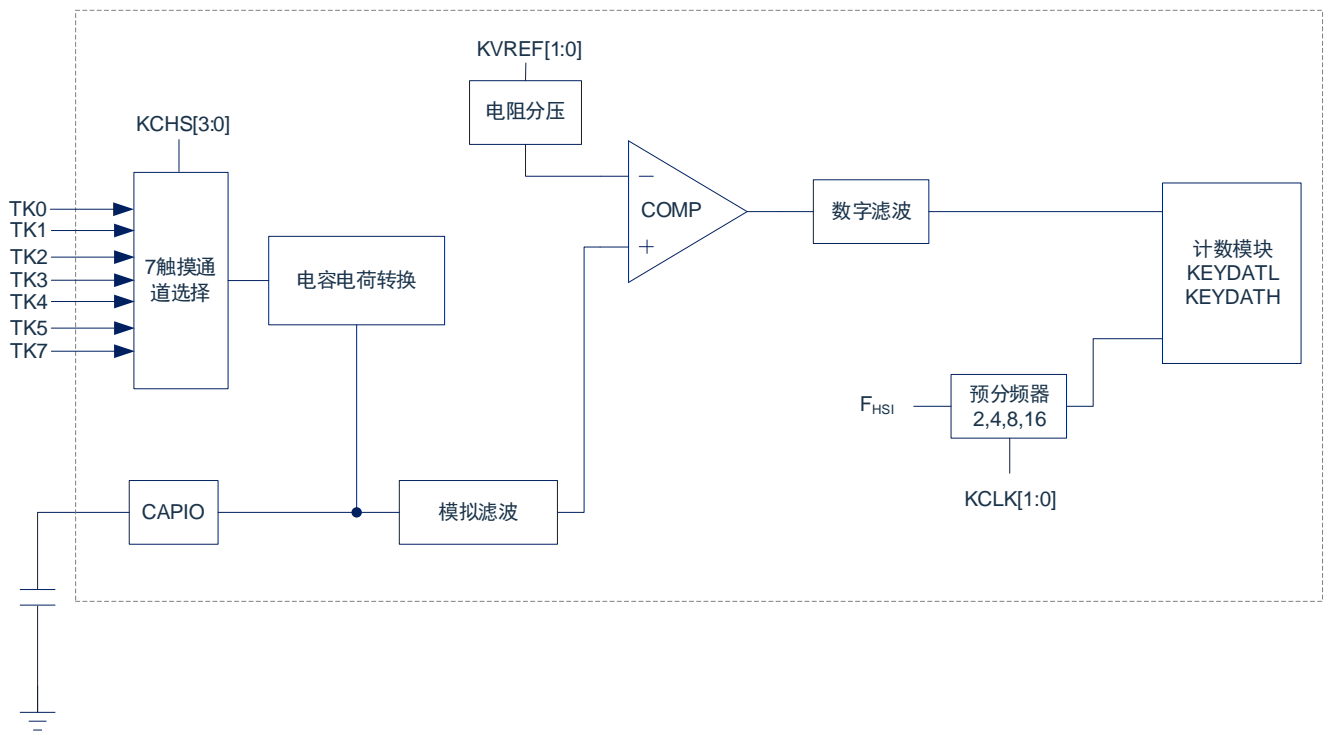 KVREF[1:0]
电阻分压
KCHS[3:0]
TK0
TK1
TK2
TK3
TK4
TK5
TK7
7触摸通
道选择
电容电荷转换
−
COMP
+
数字滤波
计数模块
KEYDATL
KEYDATH
FHSI
预分频器
2,4,8,16
KCLK[1:0]
CAPIO
模拟滤波